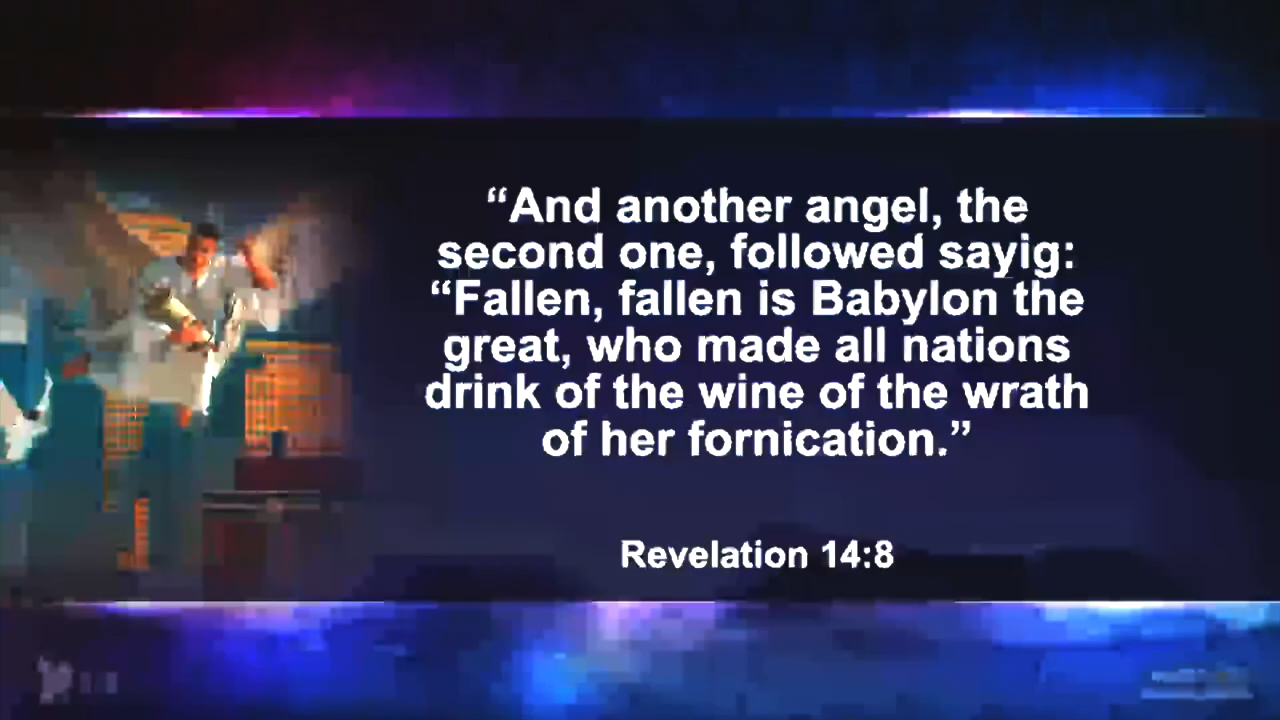 “And another angel, the
second one, followed sayig:
“Fallen, fallen is Babylon the
great, who made all nations
drink of the wine of the wrath
of her fornication.”
Revelation 14:8